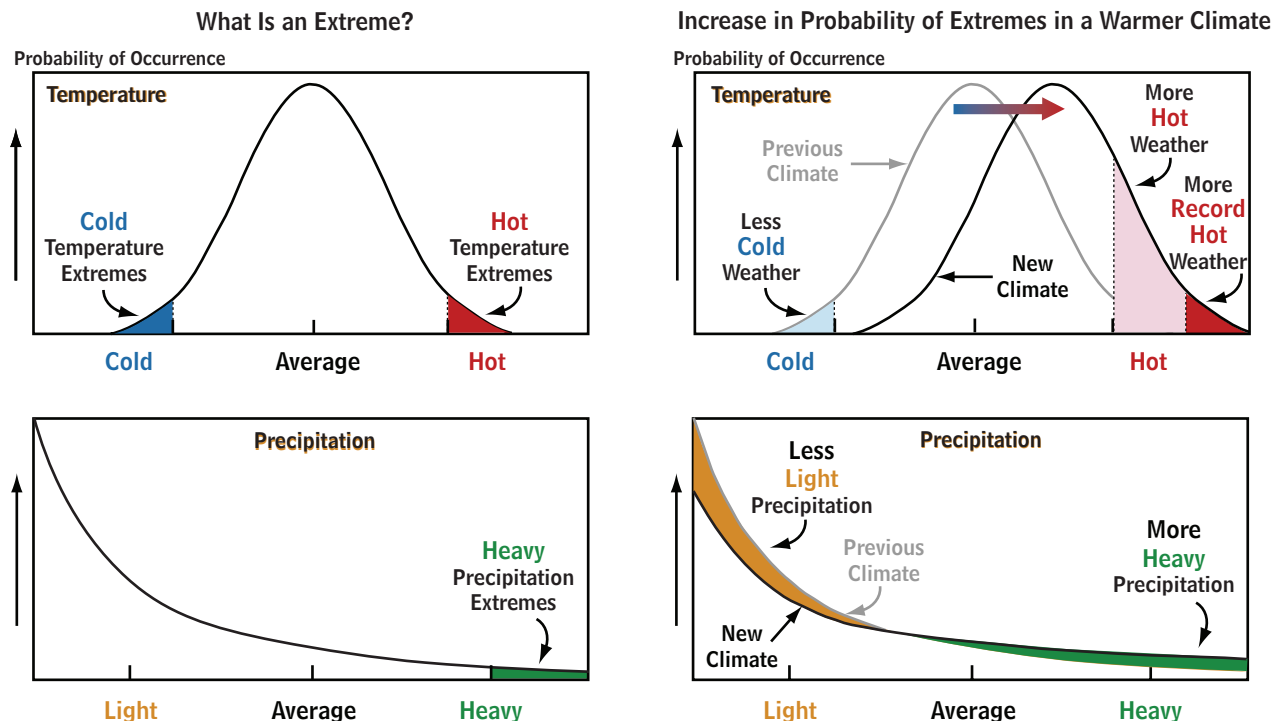 What Is an Extreme?
Probability of Occurrence
Temperature
Cold
Temperature
Extremes
Hot
Temperature
Extremes
Cold
Average
Hot
Precipitation
Heavy
Precipitation
Extremes
Light
Average
Heavy
Increase in Probability of Extremes in a Warmer Climate
Probability of Occurrence
Temperature
Previous
Climate
Less
Cold
Weather
New
Climate
More
Hot
Weather
More
Record
Hot
Weather
Cold
Average
Hot
Precipitation
Less
Light
Precipitation
Previous
Climate
New
Climate
More
Heavy
Precipitation
Light
Average
Heavy